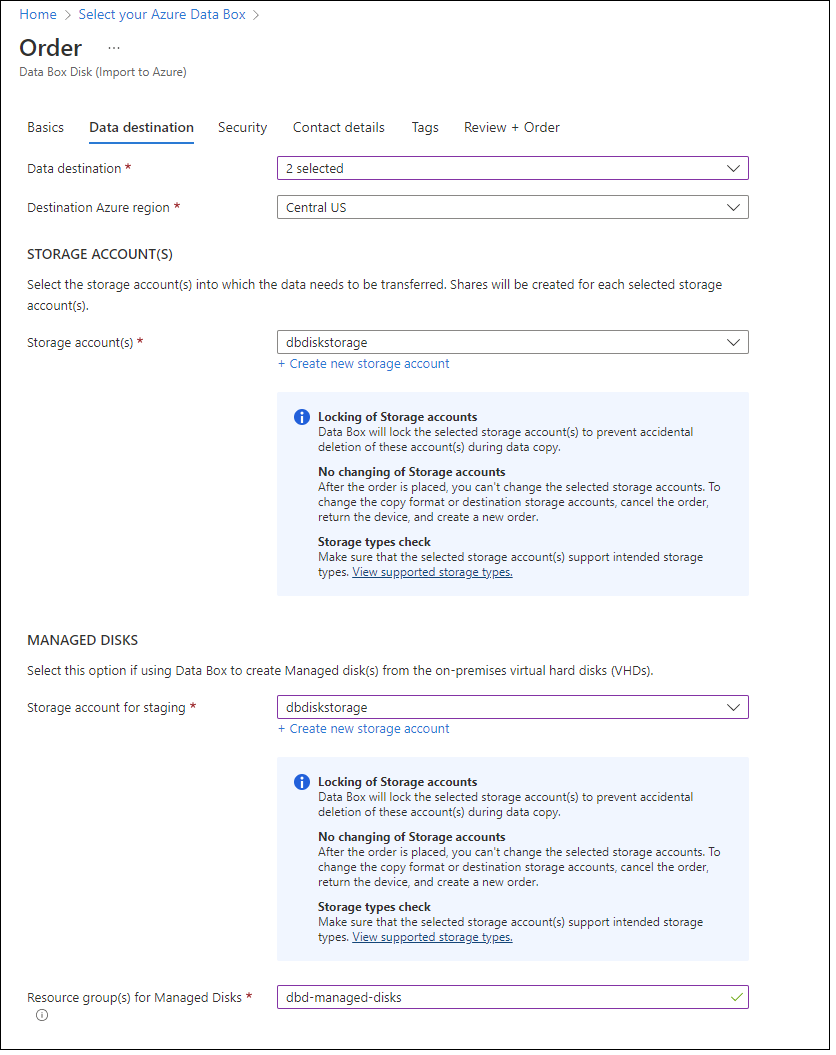 Home > Select your Azure Data Box >
Order ...
Data Box Disk (Import to Azure)
Basics Data destination Security Contact details Tags Review + Order
Data destination * 2 selected
Destination Azure region * Central US
STORAGE ACCOUNT(S)
Select the storage account(s) into which the data needs to be transferred. Shares will be created for each selected storage
account(s).
Storage account(s) * dbdiskstorage
+ Create new storage account
Locking of Storage accounts
Data Box will lock the selected storage account(s) to prevent accidental
deletion of these account(s) during data copy.
No changing of Storage accounts
After the order is placed, you can't change the selected storage accounts. To
change the copy format or destination storage accounts, cancel the order,
return the device, and create a new order.
Storage types check
Make sure that the selected storage account(s) support intended storage
types. View supported storage types.
MANAGED DISKS
Select this option if using Data Box to create Managed disk(s) from the on-premises virtual hard disks (VHDs).
Storage account for staging * dbdiskstorage
+ Create new storage account
Locking of Storage accounts
Data Box will lock the selected storage account(s) to prevent accidental
deletion of these account(s) during data copy.
No changing of Storage accounts
After the order is placed, you can't change the selected storage accounts. To
change the copy format or destination storage accounts, cancel the order,
return the device, and create a new order.
Storage types check
Make sure that the selected storage account(s) support intended storage
types. View supported storage types.
Resource group(s) for Managed Disks * dbd-managed-disks